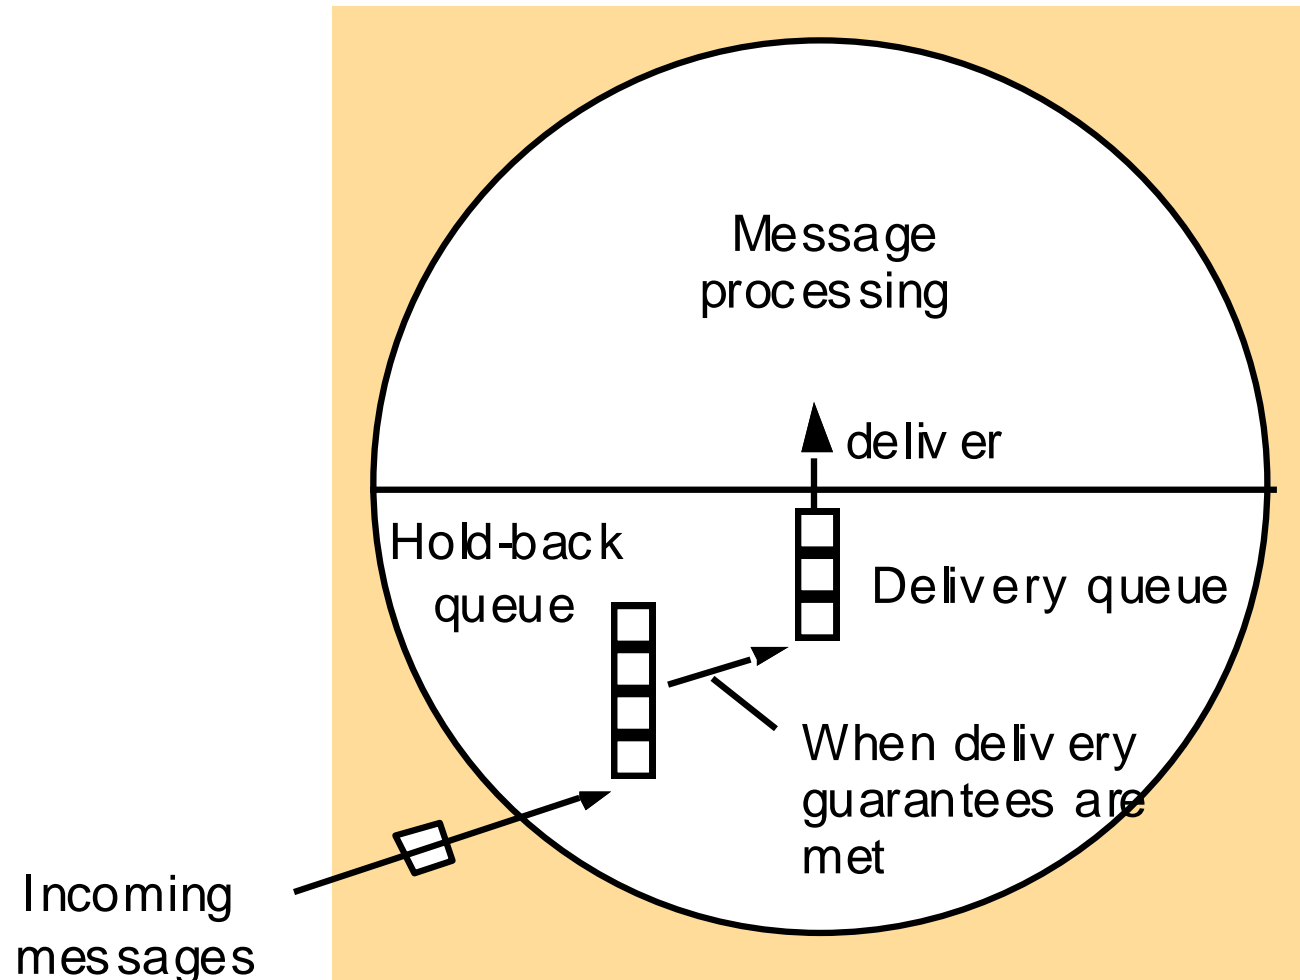 Message
processing
deliver
Hold-back
queue
Delivery queue
When delivery
guarantees are
met
Incoming
messages